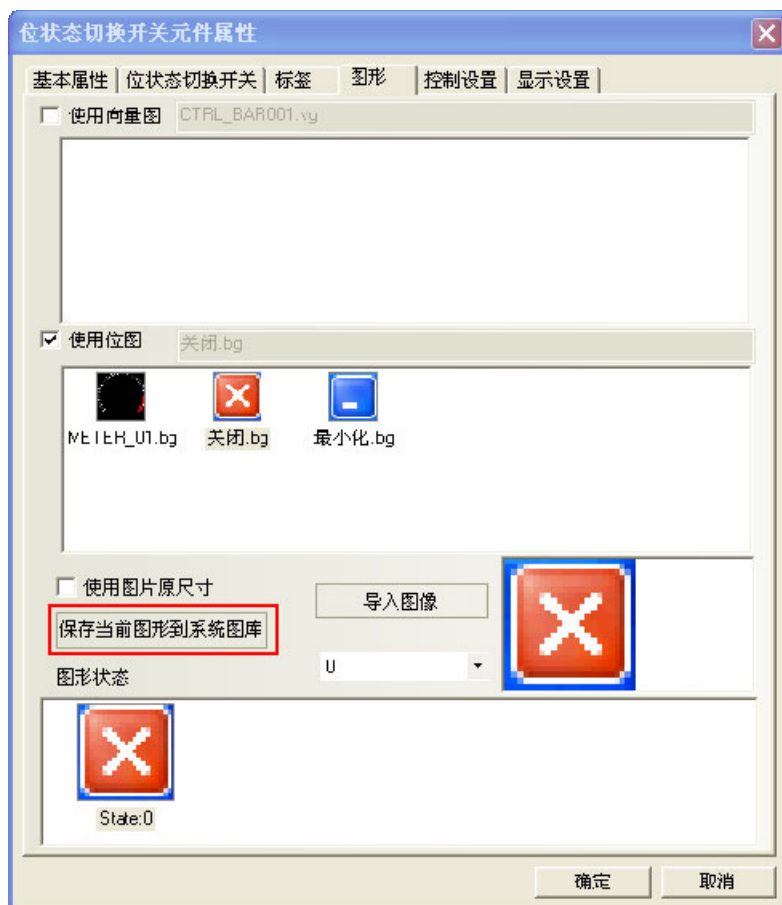 位状态切换开关元件属性
基本属性 位状态切换开关 标签 图形 控制设置 显示设置
使用向量图 CTRL_BAR001.vg
使用位图 关闭.bg
METER_01.bg 关闭.bg 最小化.bg
使用图片原尺寸
导入图像
保存当前图形到系统图库
0
图形状态
State:0
确定 取消